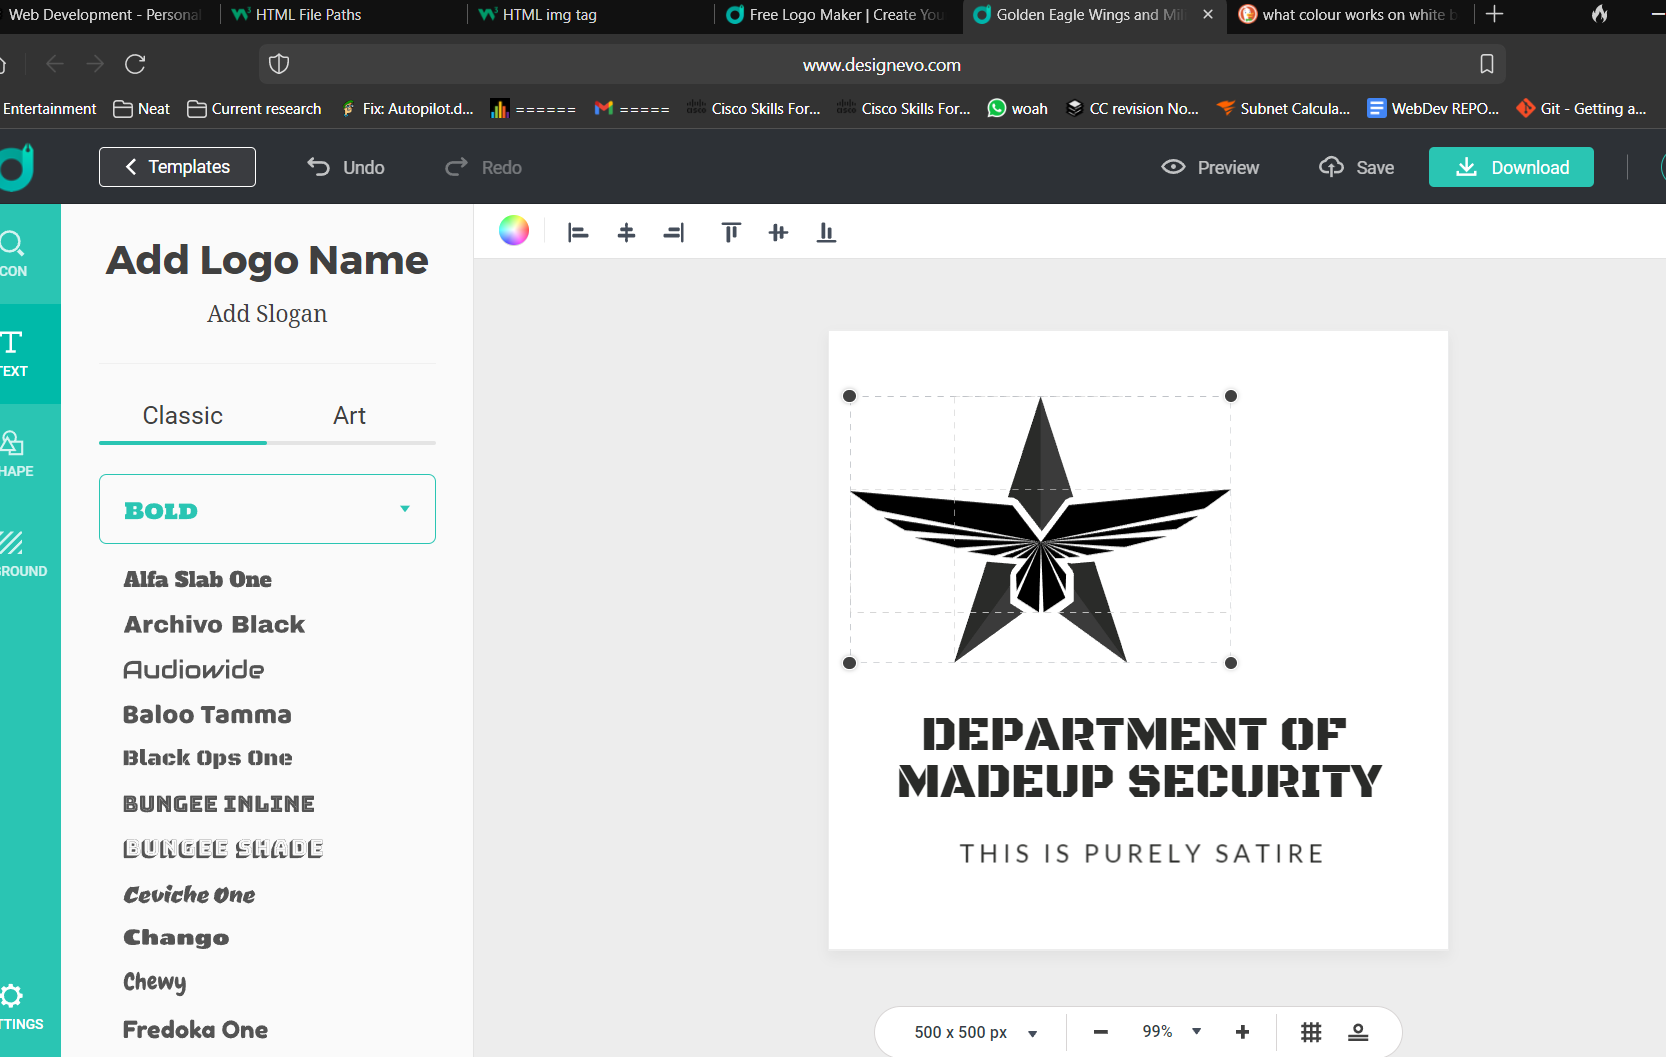 Web Development - Personal
HTML File Paths
HTML img tag
Free Logo Maker | Create You
Golden Eagle Wings and Mil
what colour works on white b
www.designevo.com
Entertainment
Neat
Current research
Fix: Autopilot.d...
======
=====
Cisco Skills For...
Cisco Skills For...
woah
CC revision No...
Subnet Calcula...
WebDev REPO...
Git - Getting a...
Templates
Undo
Redo
Preview
Save
Download
CON
TEXT
HAPE
GROUND
TTINGS
Add Logo Name
Add Slogan
Classic
Art
BOLD
Alfa Slab One
Archivo Black
Audiowide
Baloo Tamma
Black Ops One
BUNGEE INLINE
BUNGEE SHADE
Ceviche One
Chango
Chewy
Fredoka One
DEPARTMENT OF
MADEUP SECURITY
THIS IS PURELY SATIRE
500 x 500 px
99%